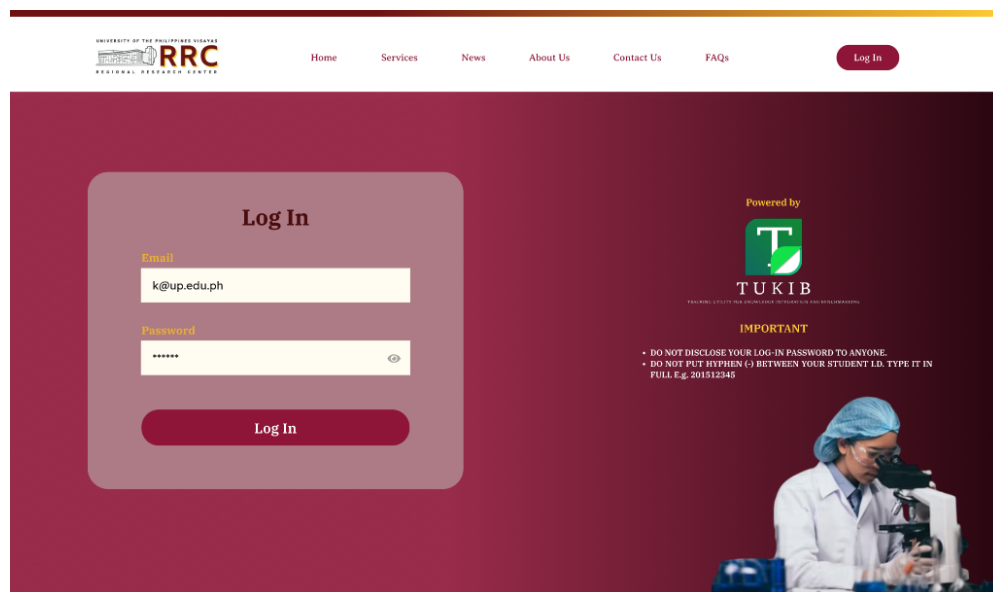 UNIVERSITY OF THE PHILIPPINES VISAYAS
RRC
REGIONAL RESEARCH CENTER
Home
Services
News
About Us
Contact Us
FAQs
Log In
Log In
Email
k@up.edu.ph
Password
••••••
Log In
Powered by
T
TUKIB
IMPORTANT
• DO NOT DISCLOSE YOUR LOG-IN PASSWORD TO ANYONE.
• DO NOT PUT HYPHEN (-) BETWEEN YOUR STUDENT I.D. TYPE IT IN
FULL E.g. 201512345